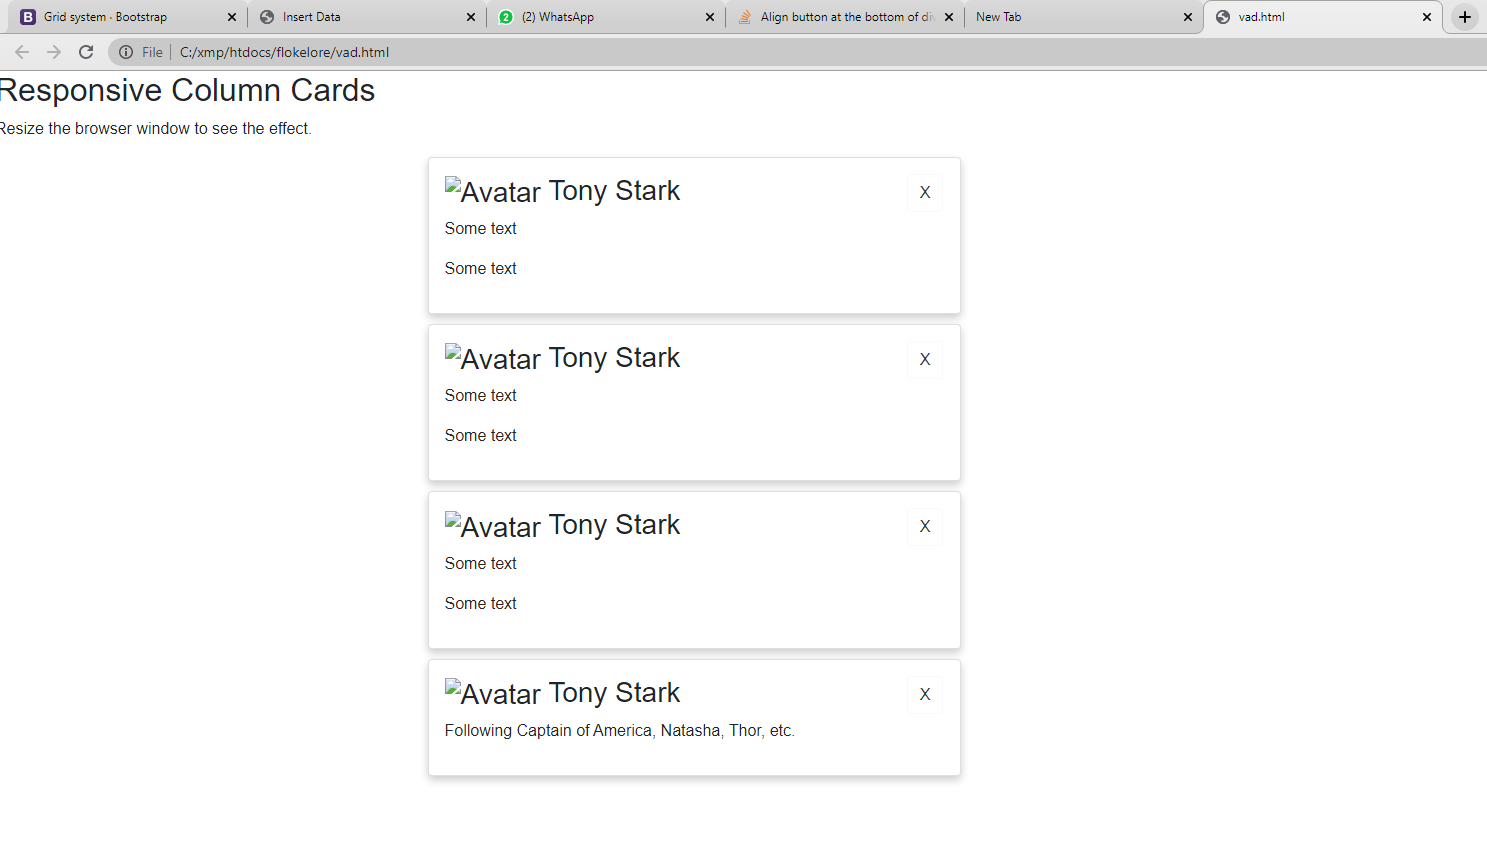 Grid system · Bootstrap
Insert Data
(2) WhatsApp
Align button at the bottom of di
New Tab
vad.html
File C:/xmp/htdocs/flokelore/vad.html
Responsive Column Cards
Resize the browser window to see the effect.
Avatar Tony Stark X
Some text
Some text
Avatar Tony Stark X
Some text
Some text
Avatar Tony Stark X
Some text
Some text
Avatar Tony Stark X
Following Captain of America, Natasha, Thor, etc.